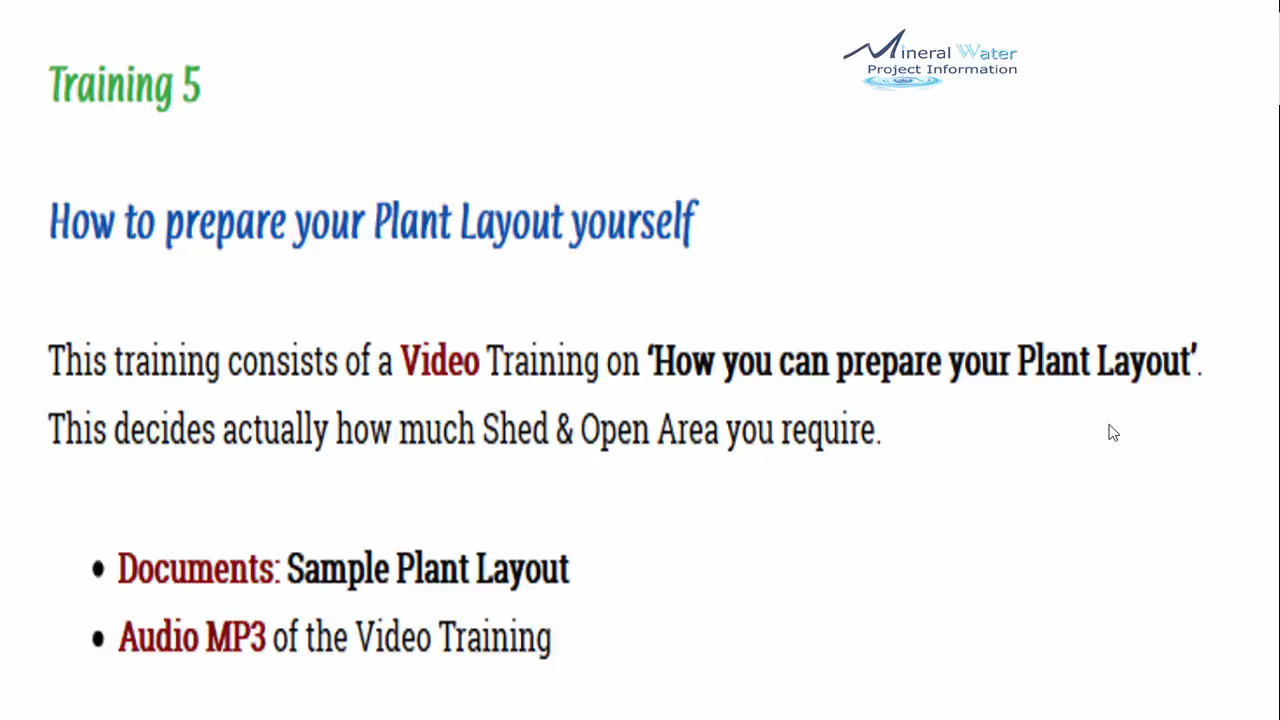 Mineral Water
Project Information
Training 5
How to prepare your Plant Layout yourself
This training consists of a Video Training on ‘How you can prepare your Plant Layout’.
This decides actually how much Shed & Open Area you require.
• Documents: Sample Plant Layout
• Audio MP3 of the Video Training